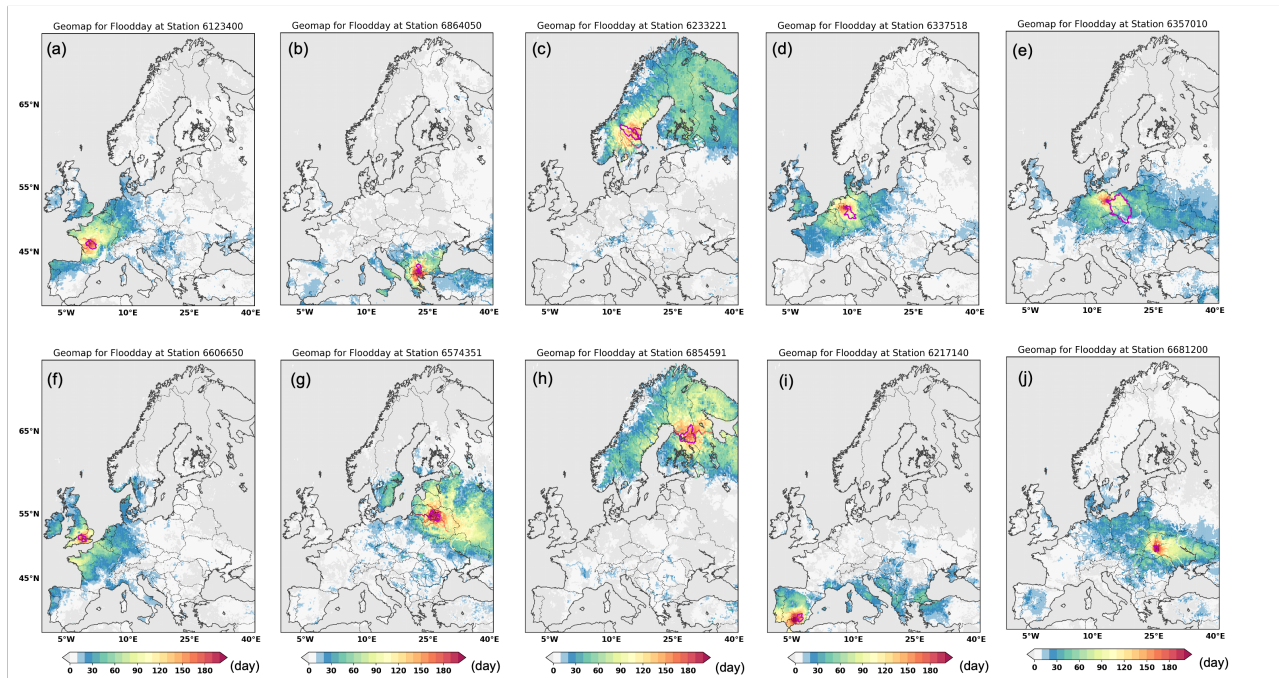 Geomap for Floodday at Station 6123400
Geomap for Floodday at Station 6864050
Geomap for Floodday at Station 6233221
Geomap for Floodday at Station 6337518
Geomap for Floodday at Station 6357010
(a)
(b)
(c)
(d)
(e)
65°N
55°N
45°N
5°W 10°E 25°E 40°E
5°W 10°E 25°E 40°E
5°W 10°E 25°E 40°E
5°W 10°E 25°E 40°E
5°W 10°E 25°E 40°E
Geomap for Floodday at Station 6606650
Geomap for Floodday at Station 6574351
Geomap for Floodday at Station 6854591
Geomap for Floodday at Station 6217140
Geomap for Floodday at Station 6681200
(f)
(g)
(h)
(i)
(j)
65°N
55°N
45°N
5°W 10°E 25°E 40°E
5°W 10°E 25°E 40°E
5°W 10°E 25°E 40°E
5°W 10°E 25°E 40°E
5°W 10°E 25°E 40°E
0 30 60 90 120 150 180 (day)
0 30 60 90 120 150 180 (day)
0 30 60 90 120 150 180 (day)
0 30 60 90 120 150 180 (day)
0 30 60 90 120 150 180 (day)